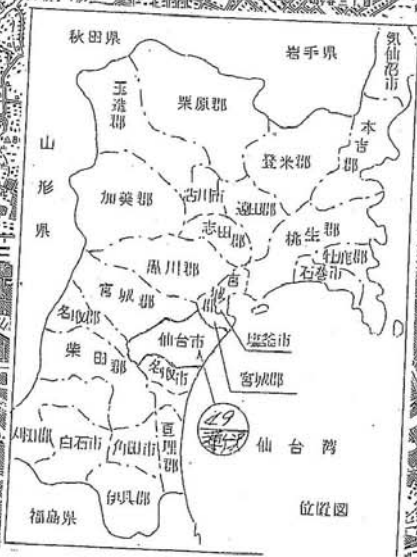 秋田県
岩手県
気仙沼市
玉造郡
栗原郡
本吉郡
山形県
登米郡
加美郡
古川市
遠田郡
志田郡
桃生郡
牡鹿郡
石巻市
黒川郡
宮城郡
宮城郡
塩釜市
名取郡
仙台市
柴田郡
名取市
宮城郡
49
刈田郡
白石市
角田市
亘理郡
仙台湾
伊具郡
福島県
位置図